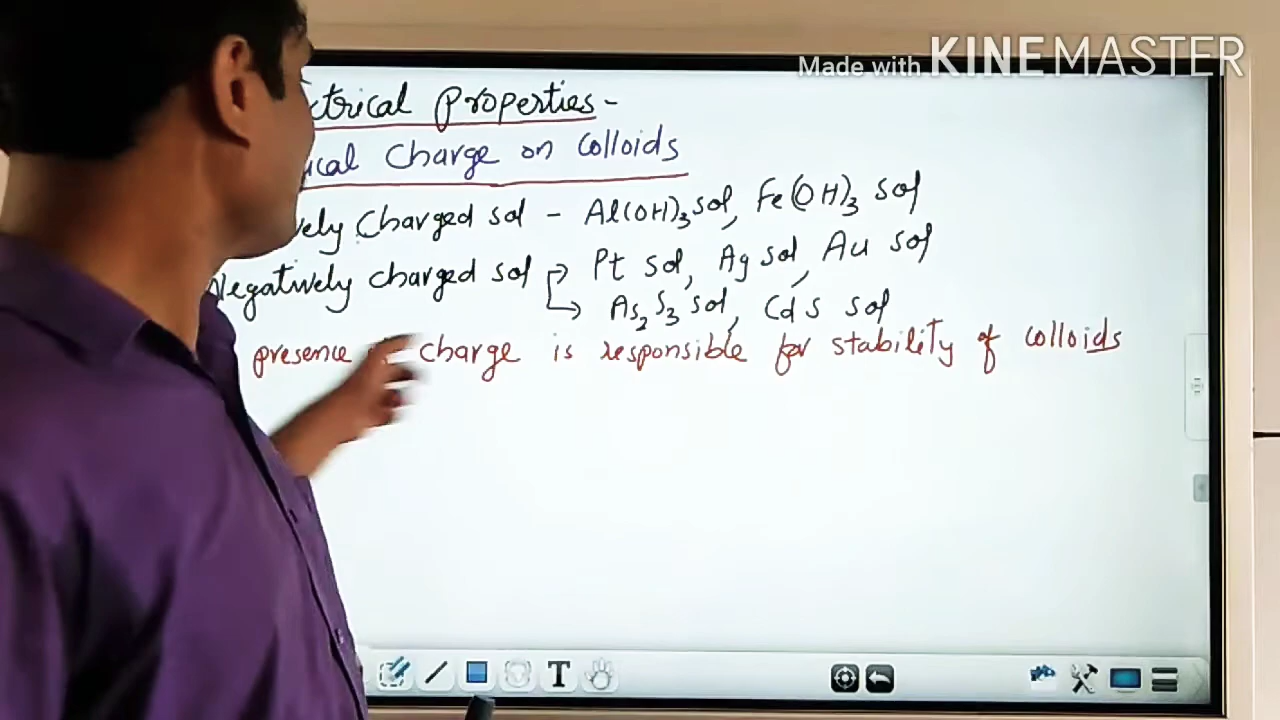 Made with KINEMASTER
ctrical Properties-
ical Charge on Colloids
vely Charged sol - Al(OH)3 sol, Fe(OH)3 sol
Negatively charged sol → Pt sol, Ag sol, Au sol
→ As2S3 sol, CdS sol
presence charge is responsible for stability of colloids
T